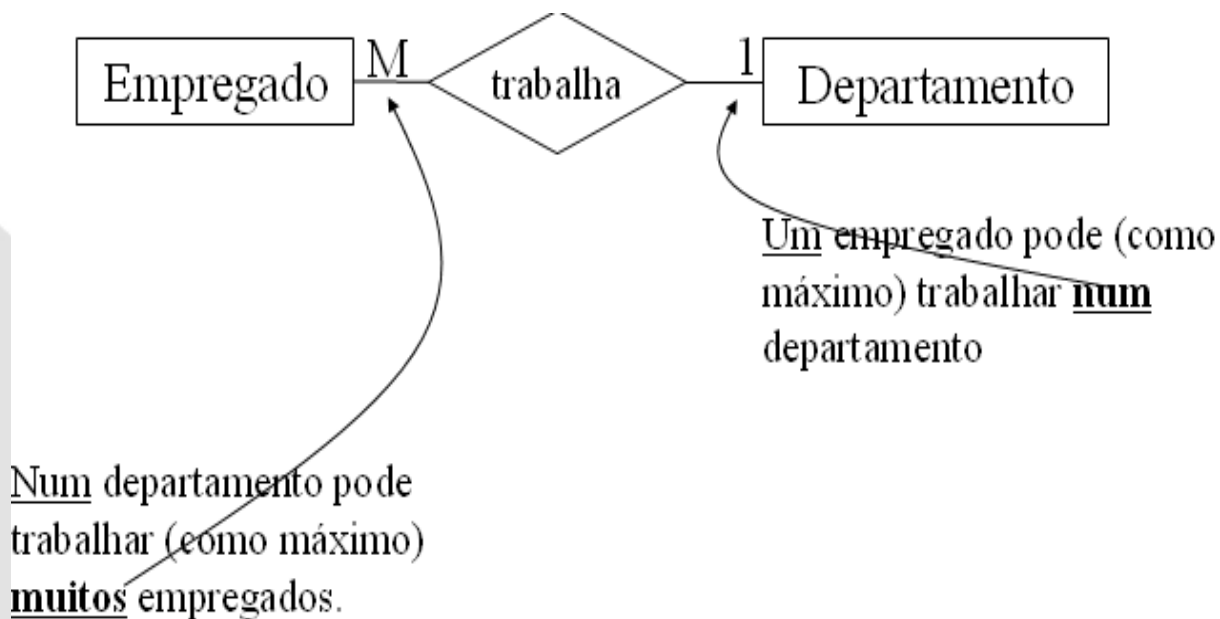 Empregado M trabalha 1 Departamento
Um empregado pode (como
máximo) trabalhar num
departamento
Num departamento pode
trabalhar (como máximo)
muitos empregados.